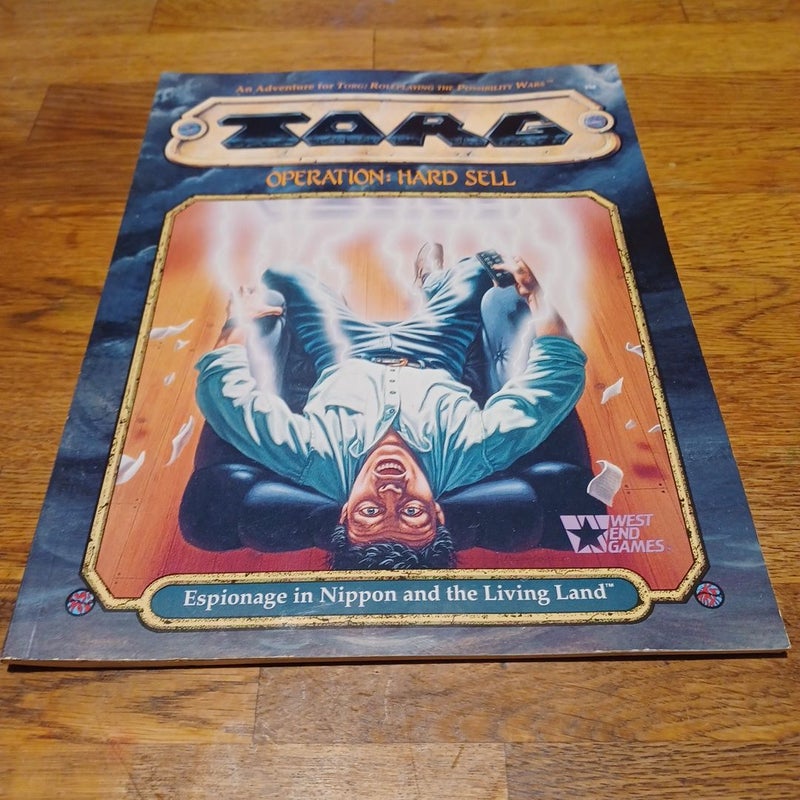 An Adventure for TORG: ROLEPLAYING THE POSSIBILITY WARS™
TORG
OPERATION: HARD SELL
WEST
END
GAMES
Espionage in Nippon and the Living Land™